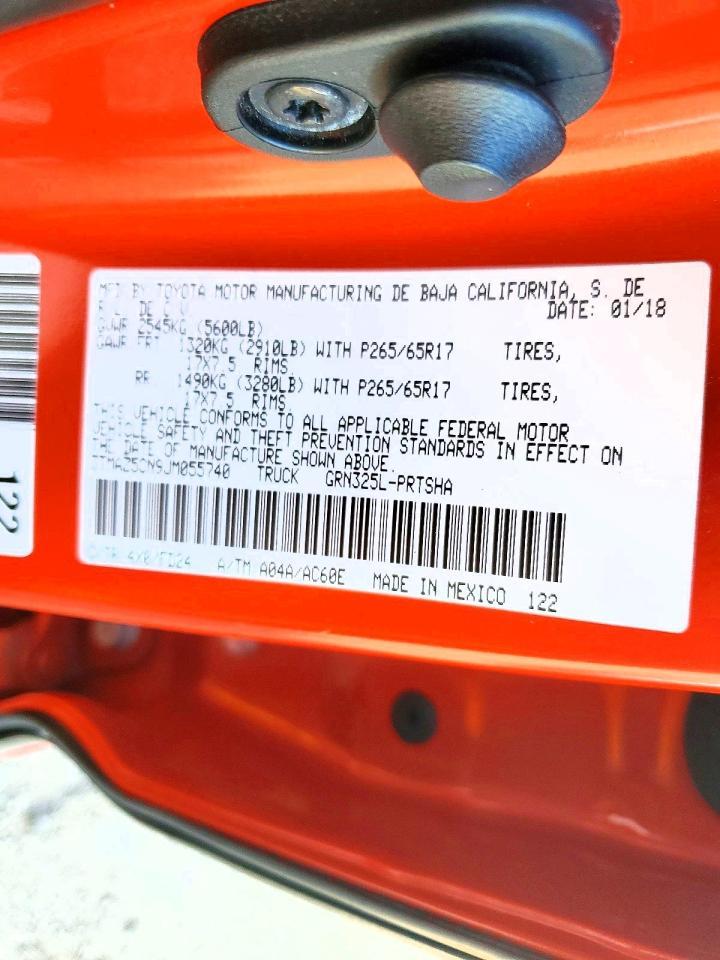 MFD BY TOYOTA MOTOR MANUFACTURING DE BAJA CALIFORNIA, S. DE
R.L. DE C.V. DATE: 01/18
GVWR 2545KG (5600LB)
GAWR FRT 1320KG (2910LB) WITH P265/65R17 TIRES,
17X7.5 RIMS
RR 1490KG (3280LB) WITH P265/65R17 TIRES,
17X7.5 RIMS
THIS VEHICLE CONFORMS TO ALL APPLICABLE FEDERAL MOTOR
VEHICLE SAFETY AND THEFT PREVENTION STANDARDS IN EFFECT ON
THE DATE OF MANUFACTURE SHOWN ABOVE.
TRUCK GRN325L-PRTSHA
C/TR: 4X0/FD24 A/TM A04A/AC60E MADE IN MEXICO 122
122